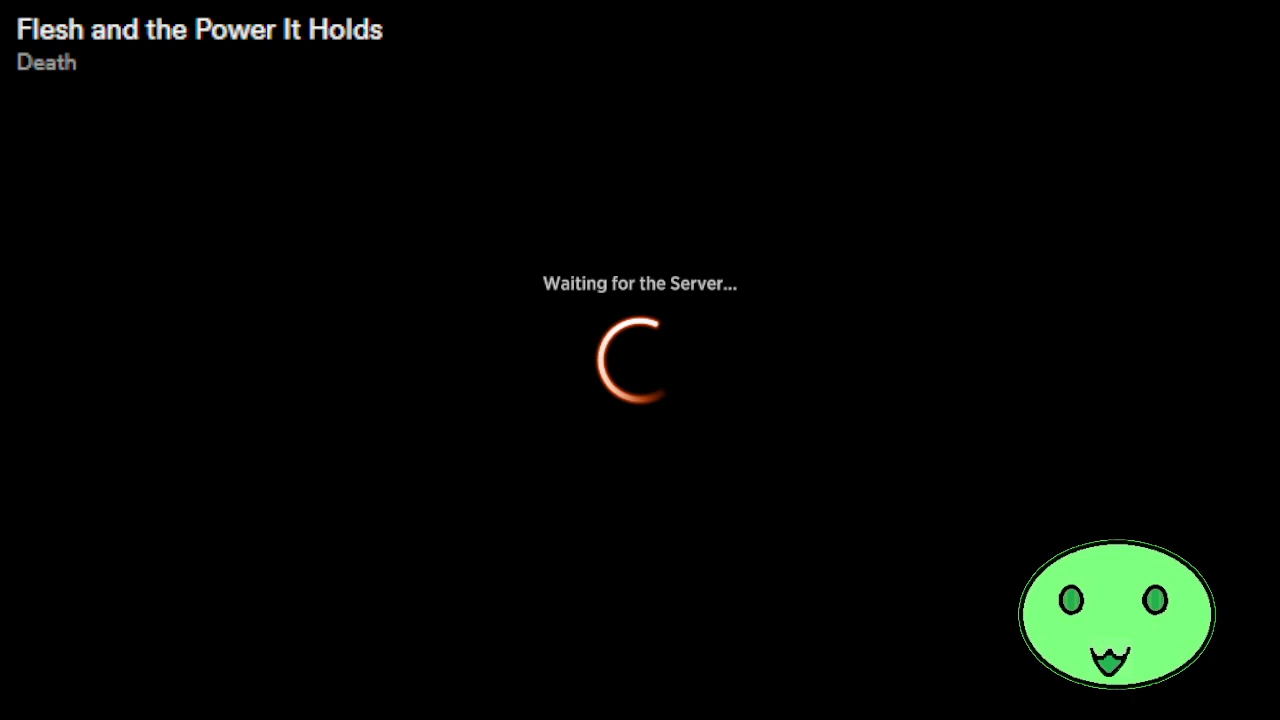 Flesh and the Power It Holds
Death
Waiting for the Server...